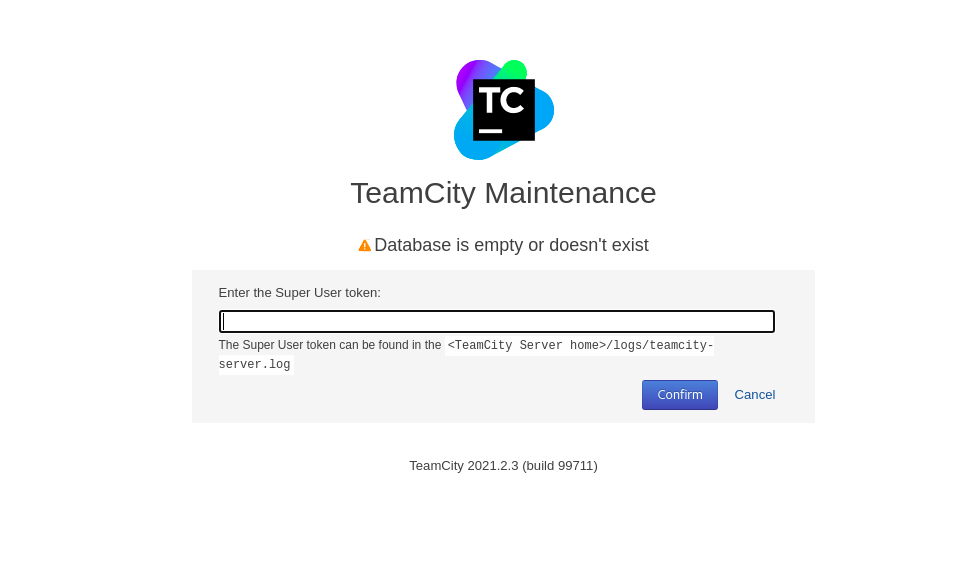 TC
TeamCity Maintenance
Database is empty or doesn't exist
Enter the Super User token:
The Super User token can be found in the <TeamCity Server home>/logs/teamcity-
server.log
Confirm Cancel
TeamCity 2021.2.3 (build 99711)